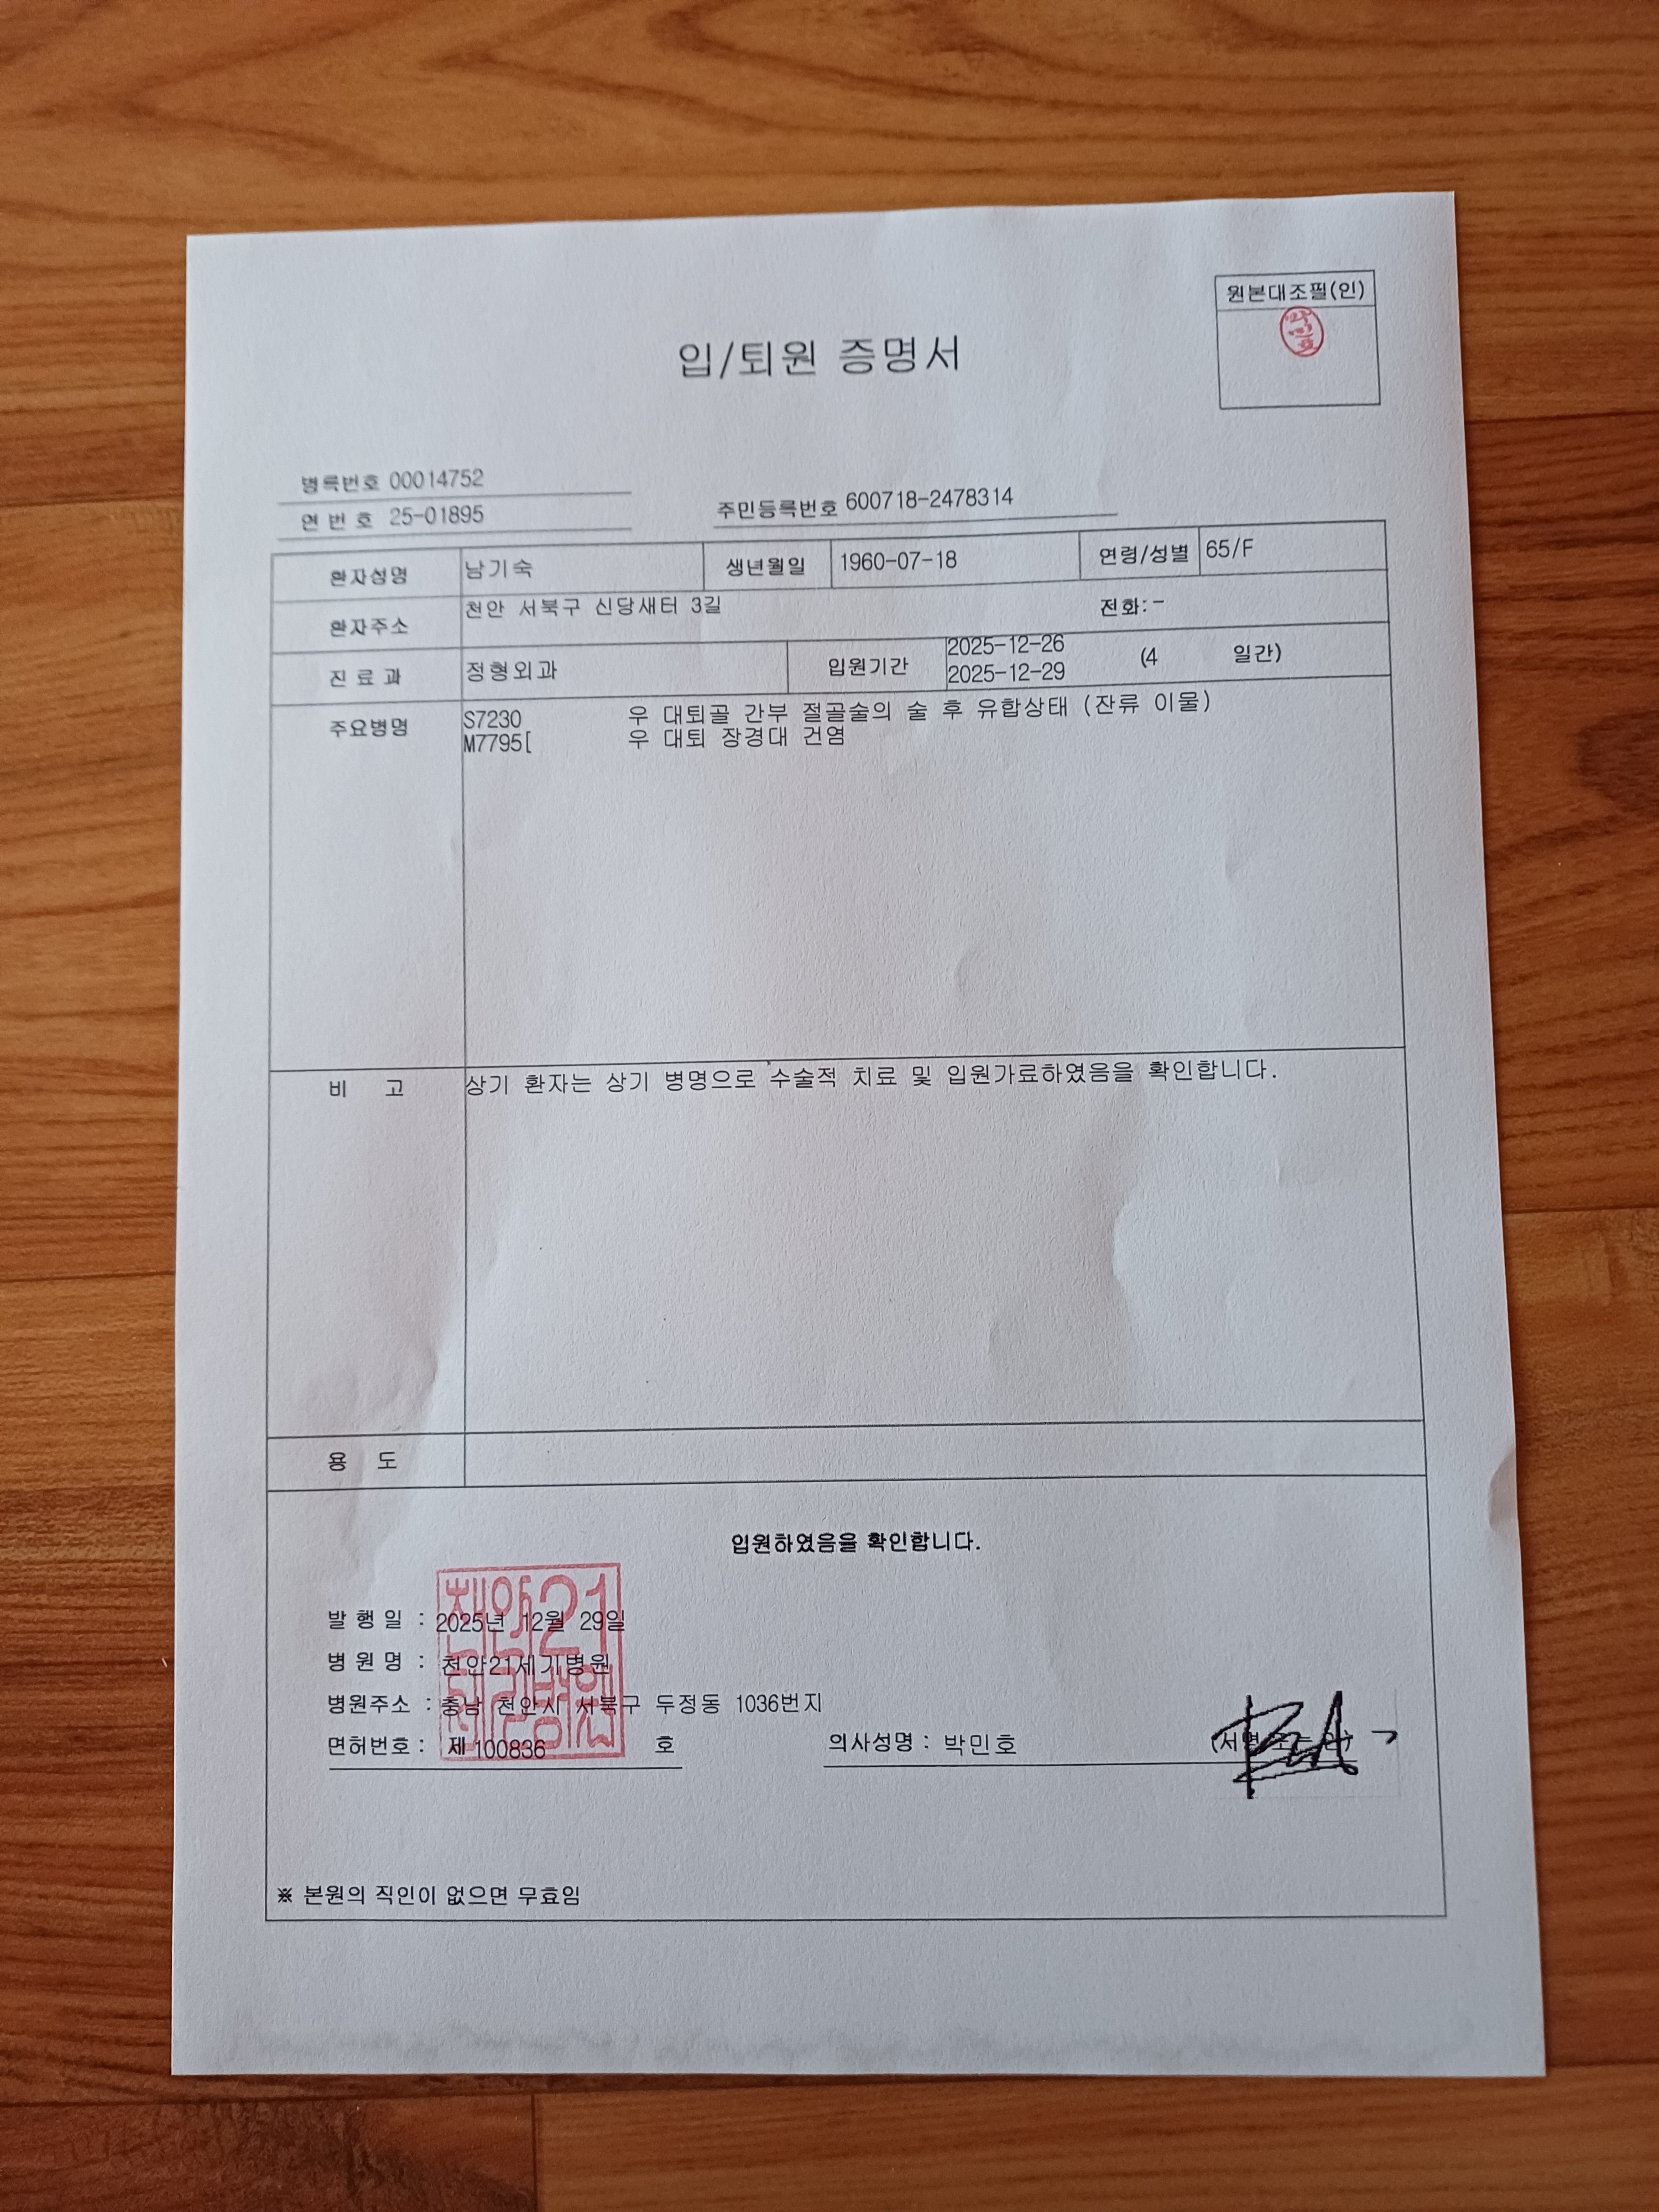 원본대조필(인)
입/퇴원 증명서
병록번호 00014752
연 번 호 25-01895
주민등록번호 600718-2478314
환자성명 남기숙 생년월일 1960-07-18 연령/성별 65/F
환자주소 천안 서북구 신당새터 3길 전화:-
진 료 과 정형외과 입원기간 2025-12-26
2025-12-29 (4 일간)
주요병명 S7230 우 대퇴골 간부 절골술의 술 후 유합상태 (잔류 이물)
M7795[ 우 대퇴 장경대 건염
비 고 상기 환자는 상기 병명으로 수술적 치료 및 입원가료하였음을 확인합니다.
용 도
입원하였음을 확인합니다.
발 행 일 : 2025년 12월 29일
병 원 명 : 천안21세기병원
병원주소 : 충남 천안시 서북구 두정동 1036번지
면허번호 : 제 100836 호 의사성명 : 박민호
※ 본원의 직인이 없으면 무효임